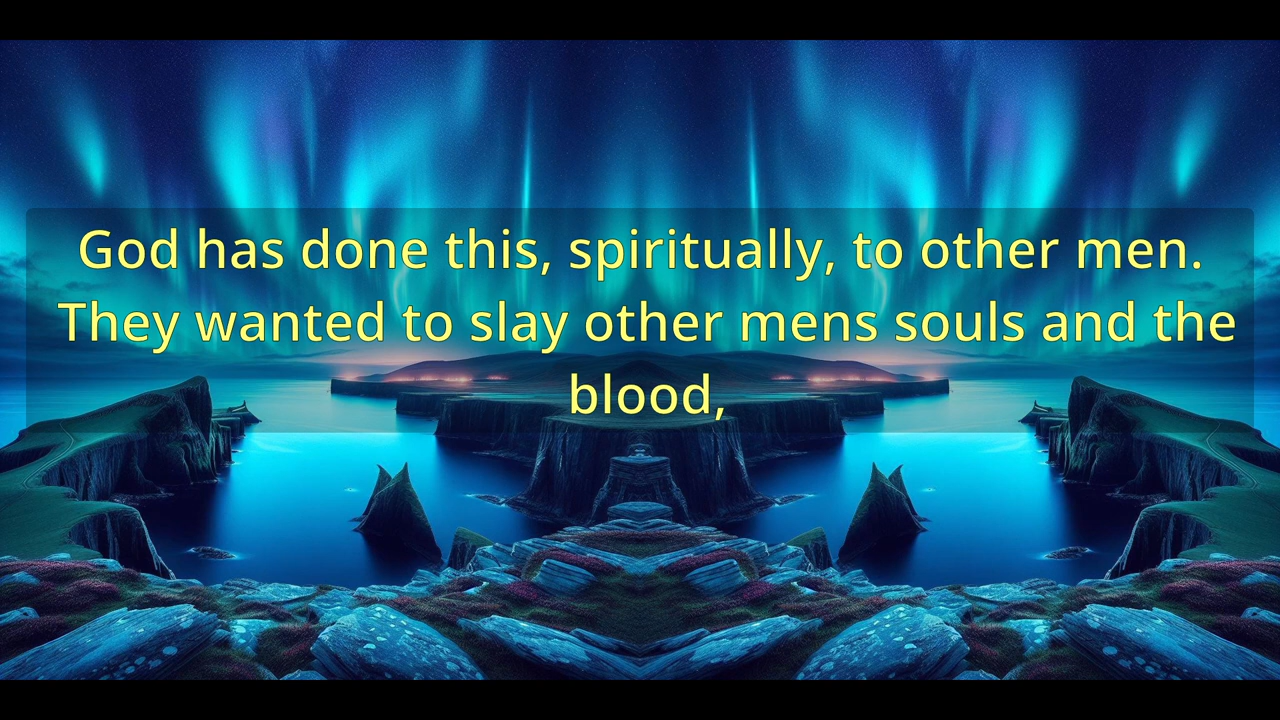 God has done this, spiritually, to other men.
They wanted to slay other mens souls and the
blood,